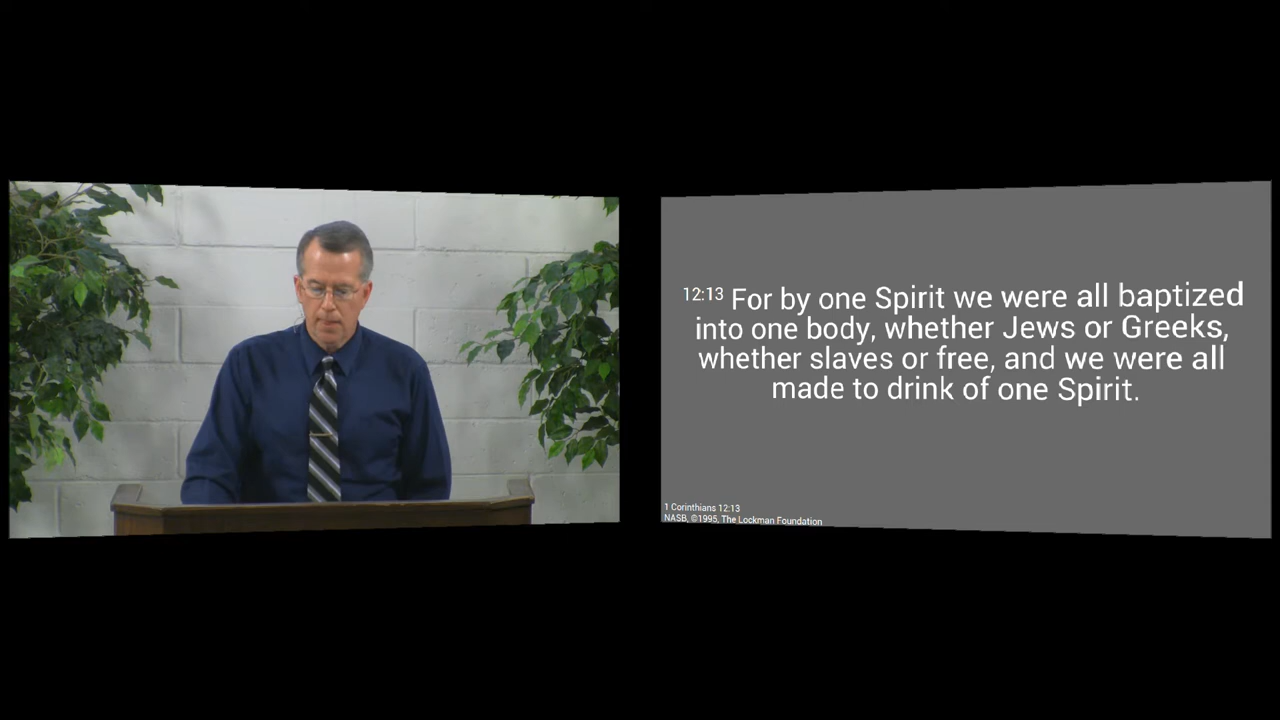 12:13 For by one Spirit we were all baptized
into one body, whether Jews or Greeks,
whether slaves or free, and we were all
made to drink of one Spirit.
1 Corinthians 12:13
NASB, ©1995, The Lockman Foundation